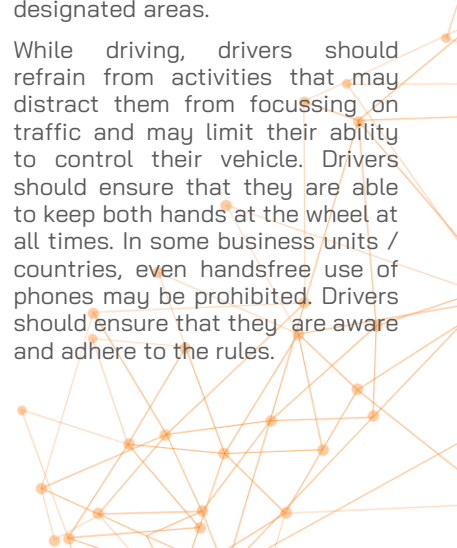 designated areas.
While driving, drivers should
refrain from activities that may
distract them from focussing on
traffic and may limit their ability
to control their vehicle. Drivers
should ensure that they are able
to keep both hands at the wheel at
all times. In some business units /
countries, even handsfree use of
phones may be prohibited. Drivers
should ensure that they are aware
and adhere to the rules.